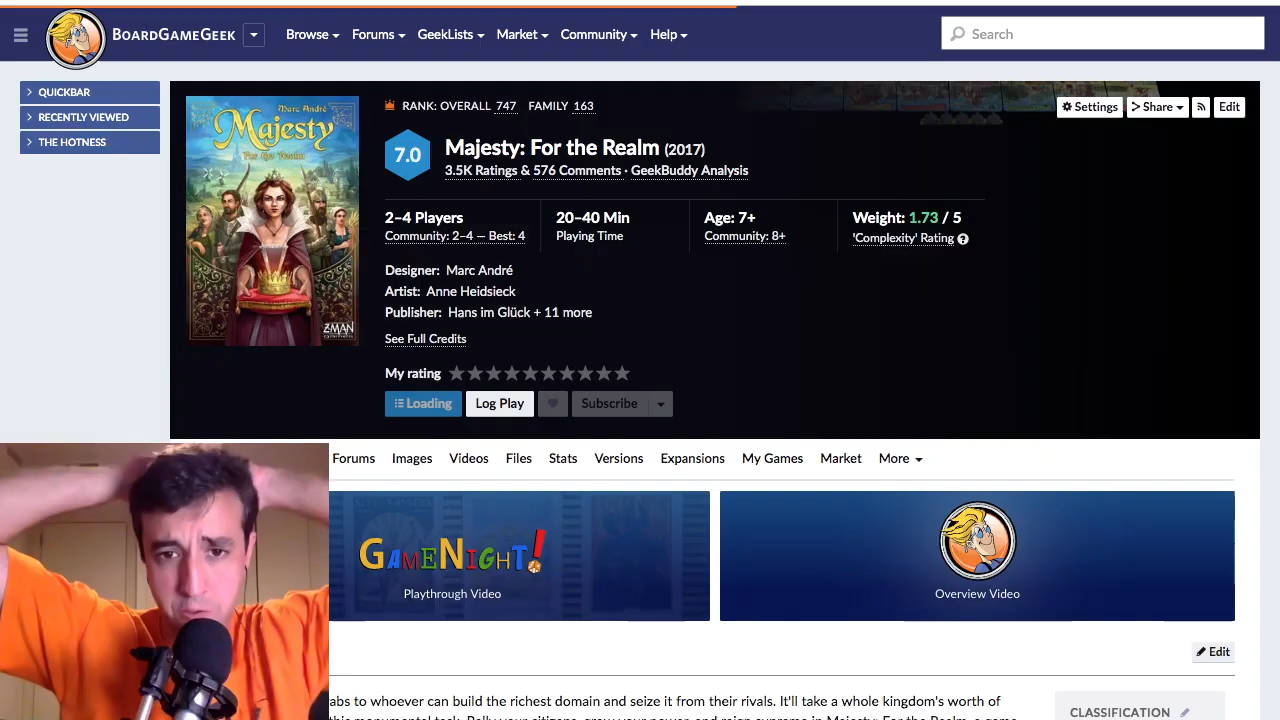 BOARDGAMEGEEK
Browse
Forums
GeekLists
Market
Community
Help
Search
QUICKBAR
RECENTLY VIEWED
THE HOTNESS
Marc André
Majesty
For the Realm
ZMAN
RANK: OVERALL 747 FAMILY 163
Settings
Share
Edit
7.0
Majesty: For the Realm (2017)
3.5K Ratings & 576 Comments · GeekBuddy Analysis
2–4 Players
Community: 2–4 — Best: 4
20–40 Min
Playing Time
Age: 7+
Community: 8+
Weight: 1.73 / 5
'Complexity' Rating
Designer: Marc André
Artist: Anne Heidsieck
Publisher: Hans im Glück + 11 more
See Full Credits
My rating
Loading
Log Play
Subscribe
Forums
Images
Videos
Files
Stats
Versions
Expansions
My Games
Market
More
GAMENIGHT!
Playthrough Video
Overview Video
Edit
abs to whoever can build the richest domain and seize it from their rivals. It'll take a whole kingdom's worth of
CLASSIFICATION